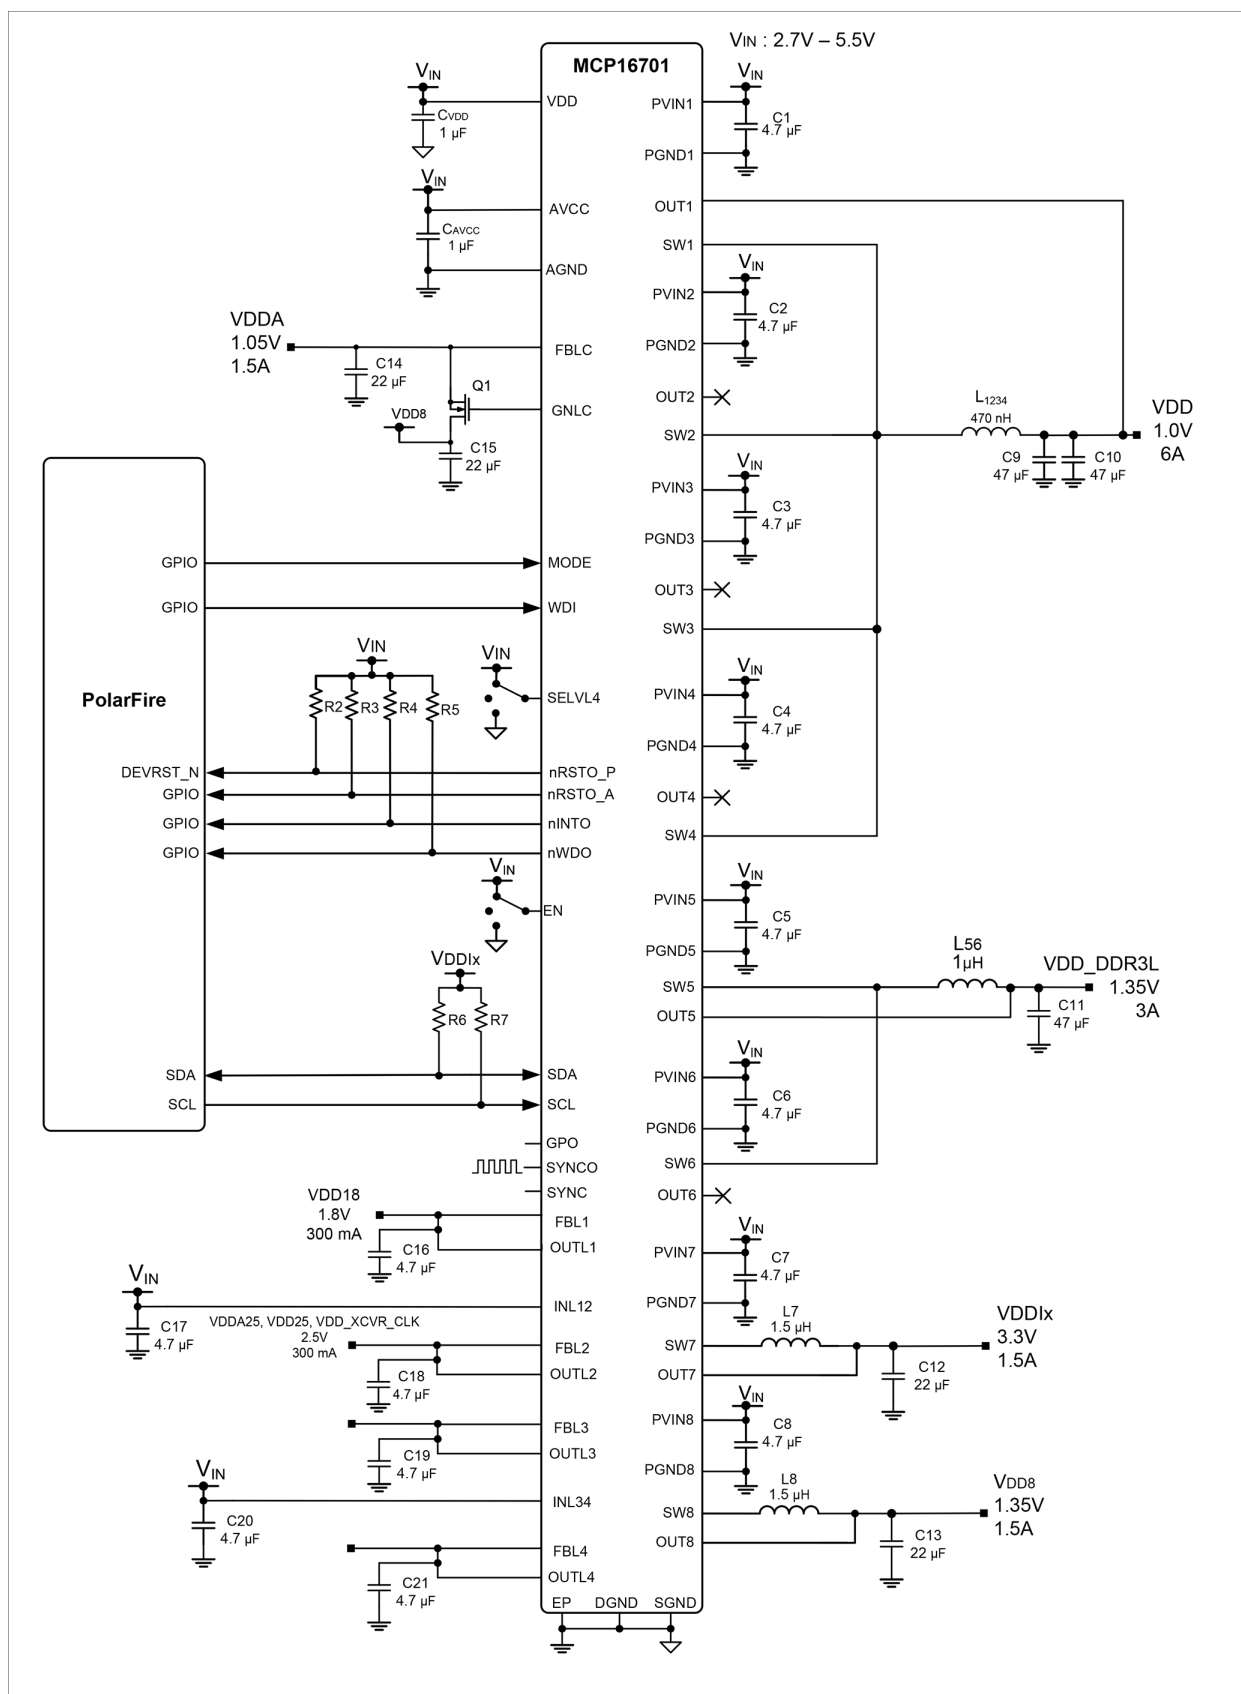 VIN : 2.7V – 5.5V
MCP16701
VIN
VDD
CVDD
1 µF
VIN
AVCC
CAVCC
1 µF
AGND
VDDA
1.05V
1.5A
FBLC
C14
22 µF
Q1
GNLC
VDD8
C15
22 µF
PolarFire
GPIO
MODE
GPIO
WDI
VIN
R2
R3
R4
R5
VIN
SELVL4
DEVRST_N
nRSTO_P
GPIO
nRSTO_A
GPIO
nINTO
GPIO
nWDO
VIN
EN
VDDIx
R6
R7
SDA
SDA
SCL
SCL
GPO
SYNCO
SYNC
VDD18
1.8V
300 mA
FBL1
OUTL1
C16
4.7 µF
VIN
INL12
C17
4.7 µF
VDDA25, VDD25, VDD_XCVR_CLK
2.5V
300 mA
FBL2
OUTL2
C18
4.7 µF
FBL3
OUTL3
C19
4.7 µF
VIN
INL34
C20
4.7 µF
FBL4
OUTL4
C21
4.7 µF
EP
DGND
SGND
VIN
PVIN1
C1
4.7 µF
PGND1
OUT1
SW1
VIN
PVIN2
C2
4.7 µF
PGND2
OUT2
SW2
L1234
470 nH
VDD
1.0V
6A
C9
47 µF
C10
47 µF
VIN
PVIN3
C3
4.7 µF
PGND3
OUT3
SW3
VIN
PVIN4
C4
4.7 µF
PGND4
OUT4
SW4
VIN
PVIN5
C5
4.7 µF
PGND5
SW5
OUT5
L56
1µH
VDD_DDR3L
1.35V
3A
C11
47 µF
VIN
PVIN6
C6
4.7 µF
PGND6
SW6
OUT6
VIN
PVIN7
C7
4.7 µF
PGND7
SW7
OUT7
L7
1.5 µH
VDDIx
3.3V
1.5A
C12
22 µF
VIN
PVIN8
C8
4.7 µF
PGND8
SW8
OUT8
L8
1.5 µH
VDD8
1.35V
1.5A
C13
22 µF